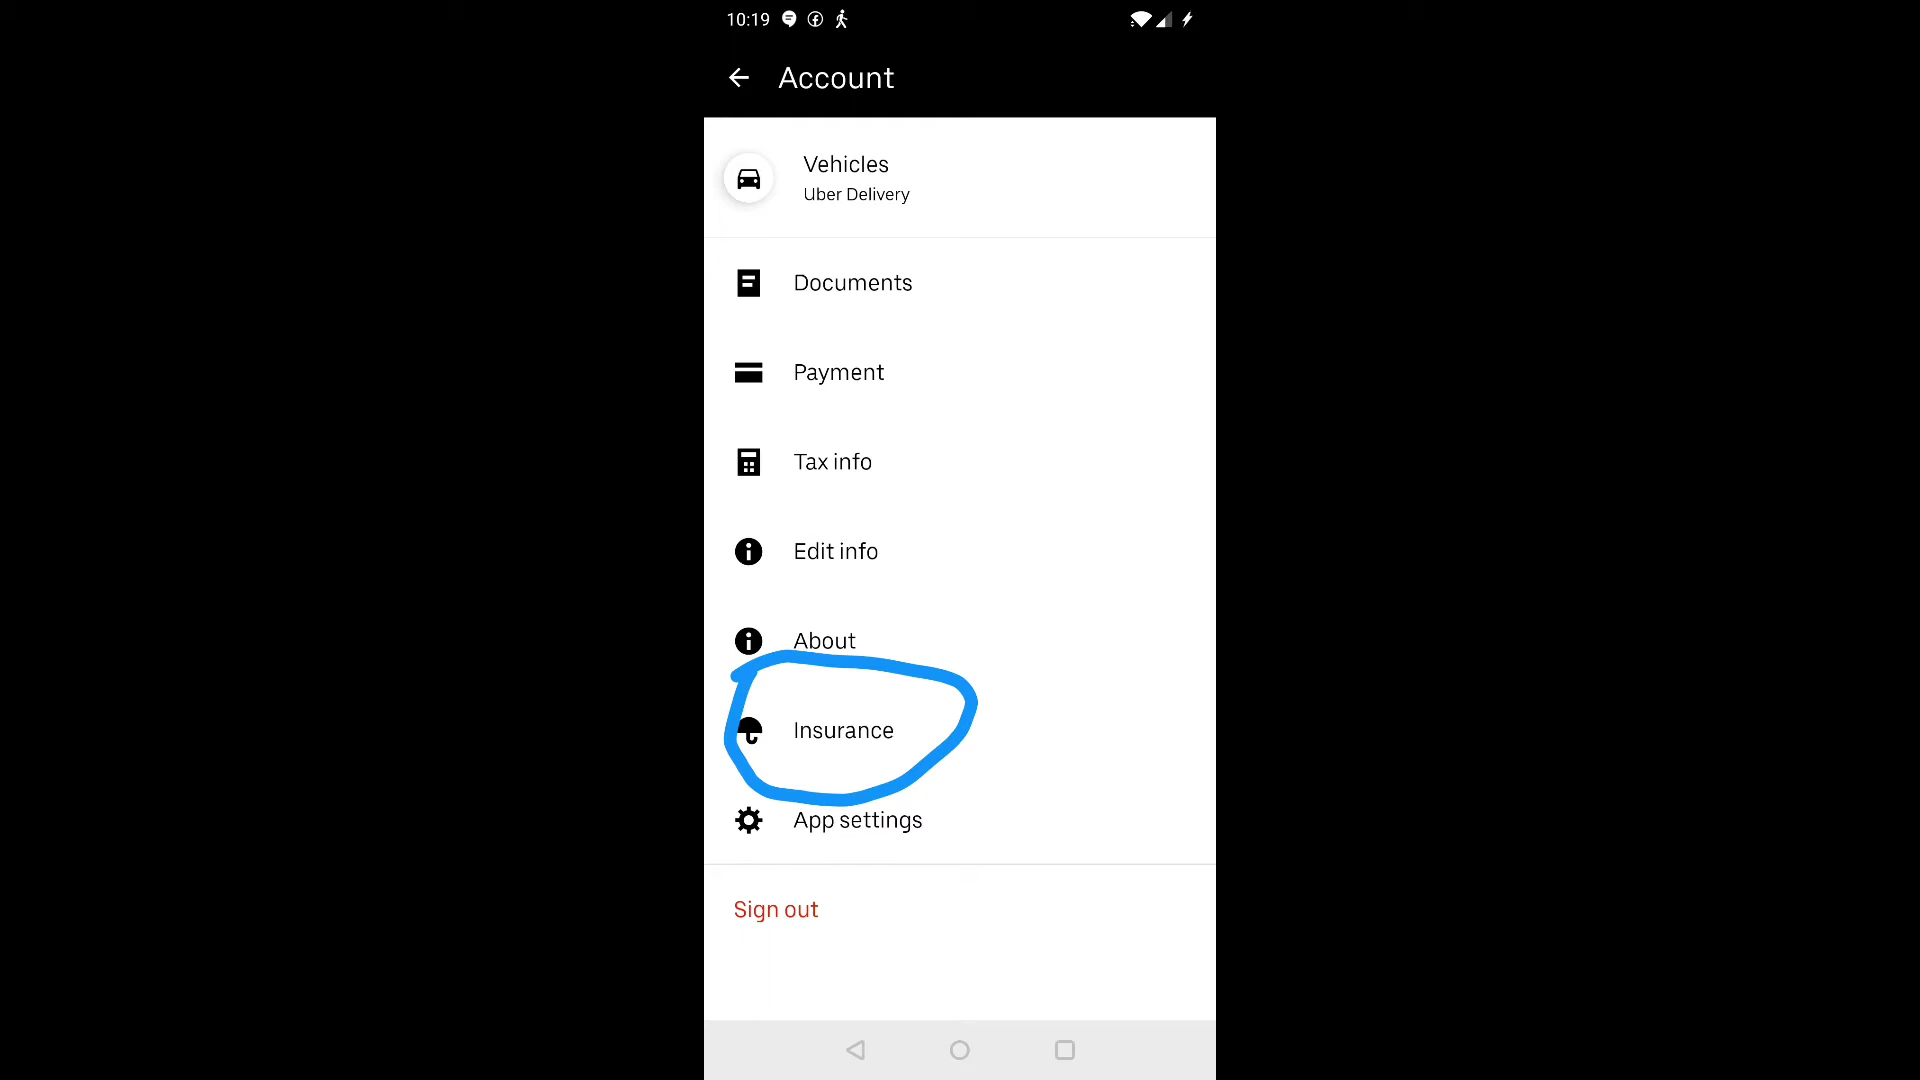 10:19
Account
Vehicles
Uber Delivery
Documents
Payment
Tax info
Edit info
About
Insurance
App settings
Sign out